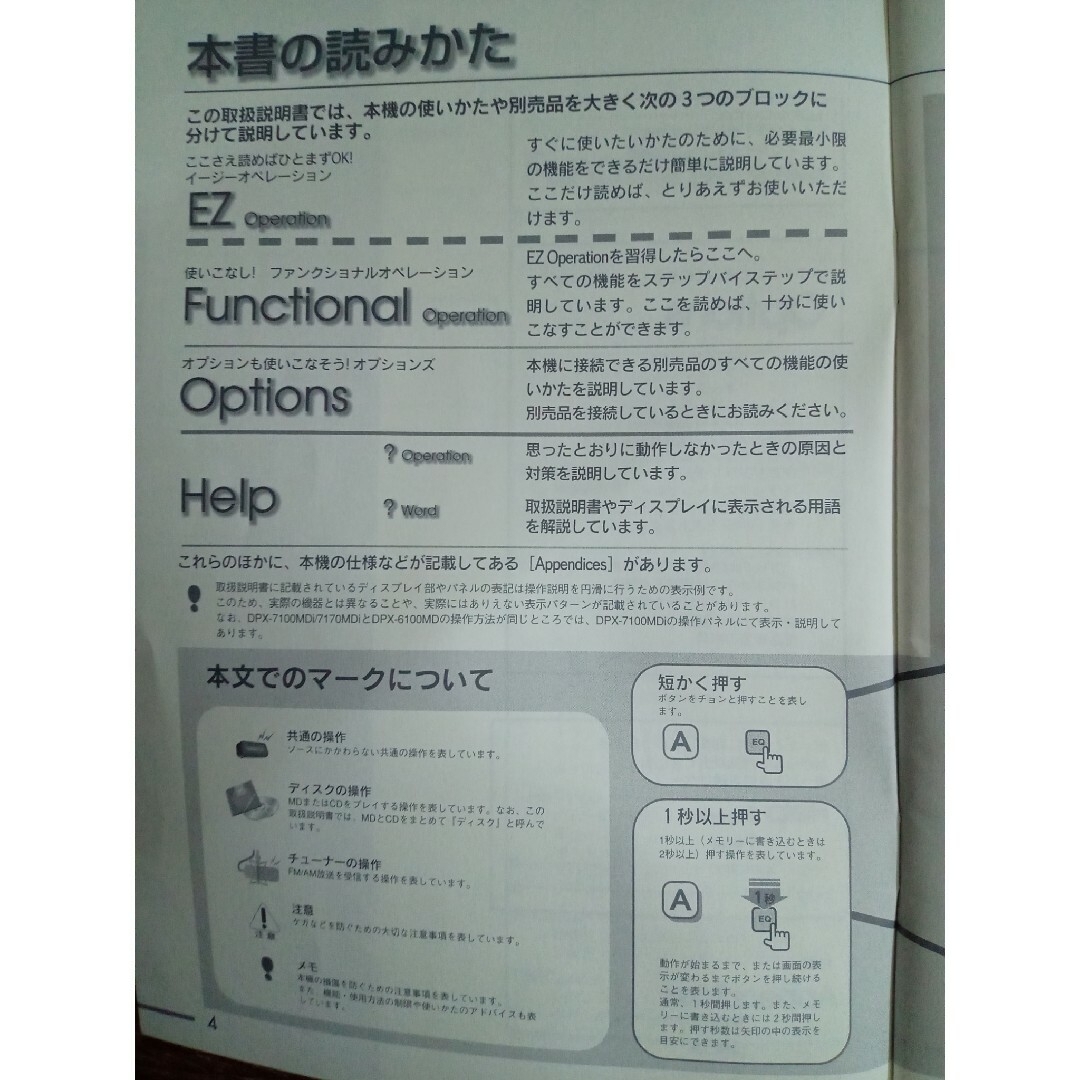 本書の読みかた
この取扱説明書では、本機の使いかたや別売品を大きく次の3つのブロックに
分けて説明しています。
ここさえ読めばひとまずOK!
イージーオペレーション
EZ Operation
すぐに使いたいかたのために、必要最小限
の機能をできるだけ簡単に説明しています。
ここだけ読めば、とりあえずお使いいただ
けます。
使いこなし! ファンクショナルオペレーション
Functional Operation
EZ Operationを習得したらここへ。
すべての機能をステップバイステップで説
明しています。ここを読めば、十分に使い
こなすことができます。
オプションも使いこなそう! オプションズ
Options
本機に接続できる別売品のすべての機能の使
いかたを説明しています。
別売品を接続しているときにお読みください。
Help
? Operation
思ったとおりに動作しなかったときの原因と
対策を説明しています。
? Word
取扱説明書やディスプレイに表示される用語
を解説しています。
これらのほかに、本機の仕様などが記載してある［Appendices］があります。
取扱説明書に記載されているディスプレイ部やパネルの表記は操作説明を円滑に行うための表示例です。
このため、実際の機器とは異なることや、実際にはありえない表示パターンが記載されていることがあります。
なお、DPX-7100MDi/7170MDiとDPX-6100MDの操作方法が同じところでは、DPX-7100MDiの操作パネルにて表示・説明して
あります。
本文でのマークについて
共通の操作
ソースにかかわらない共通の操作を表しています。
ディスクの操作
MDまたはCDをプレイする操作を表しています。なお、この
取扱説明書では、MDとCDをまとめて「ディスク」と呼んで
います。
チューナーの操作
FM/AM放送を受信する操作を表しています。
注意
注意
ケガなどを防ぐための大切な注意事項を表しています。
メモ
本機の損傷を防ぐための注意事項を表しています。
また、機能・使用方法の制限や使いかたのアドバイスも表
しています。
短かく押す
ボタンをチョンと押すことを表し
ます。
A
EQ
1秒以上押す
1秒以上（メモリーに書き込むときは
2秒以上）押す操作を表しています。
A
1秒
EQ
動作が始まるまで、または画面の表
示が変わるまでボタンを押し続ける
ことを表します。
通常、1秒間押します。また、メモ
リーに書き込むときには2秒間押し
ます。押す秒数は矢印の中の表示を
目安にできます。
4